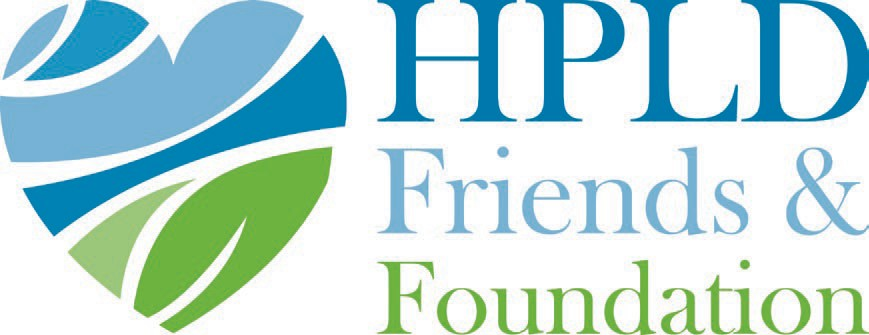 HPLD
Friends &
Foundation